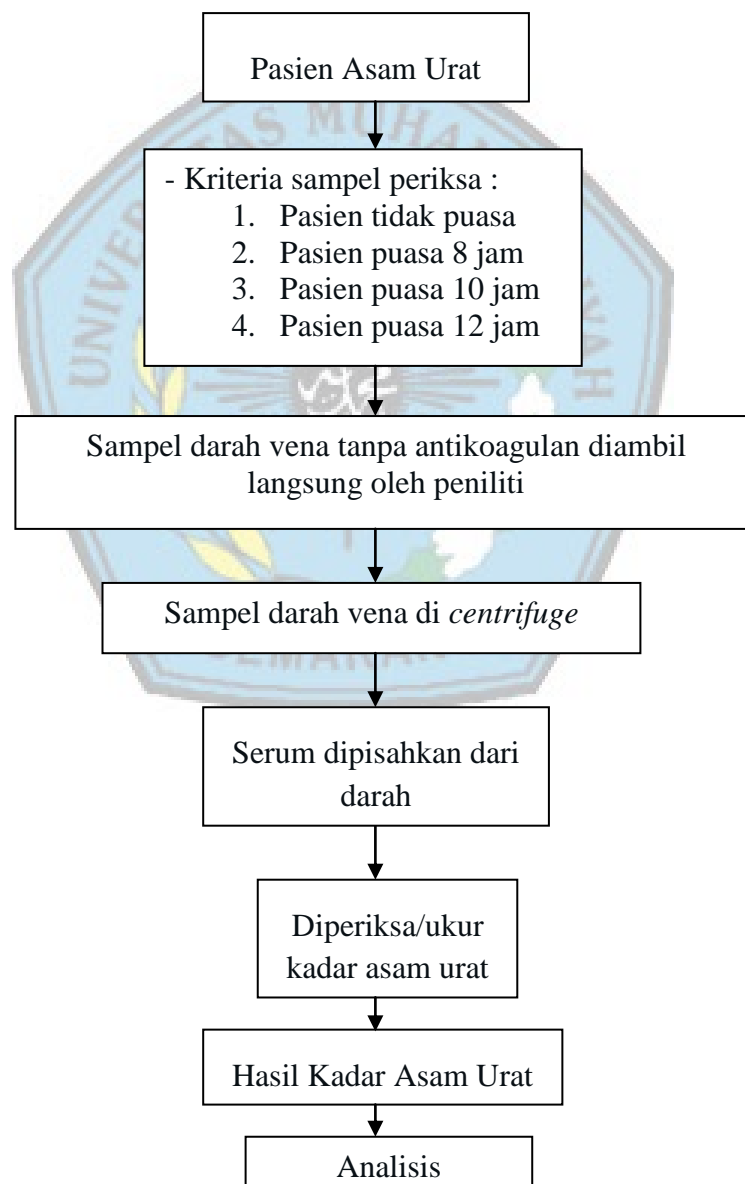 Pasien Asam Urat
- Kriteria sampel periksa :
1. Pasien tidak puasa
2. Pasien puasa 8 jam
3. Pasien puasa 10 jam
4. Pasien puasa 12 jam
Sampel darah vena tanpa antikoagulan diambil
langsung oleh peniliti
Sampel darah vena di centrifuge
Serum dipisahkan dari
darah
Diperiksa/ukur
kadar asam urat
Hasil Kadar Asam Urat
Analisis